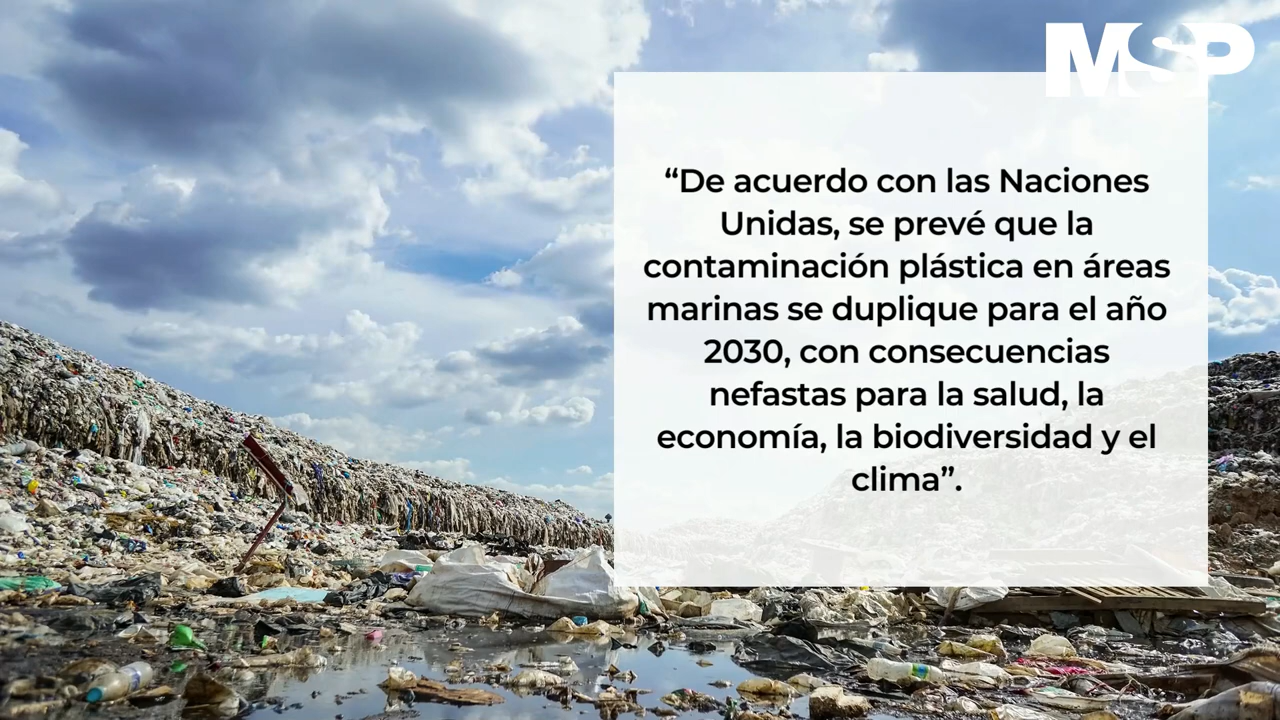 MSP
“De acuerdo con las Naciones
Unidas, se prevé que la
contaminación plástica en áreas
marinas se duplique para el año
2030, con consecuencias
nefastas para la salud, la
economía, la biodiversidad y el
clima”.